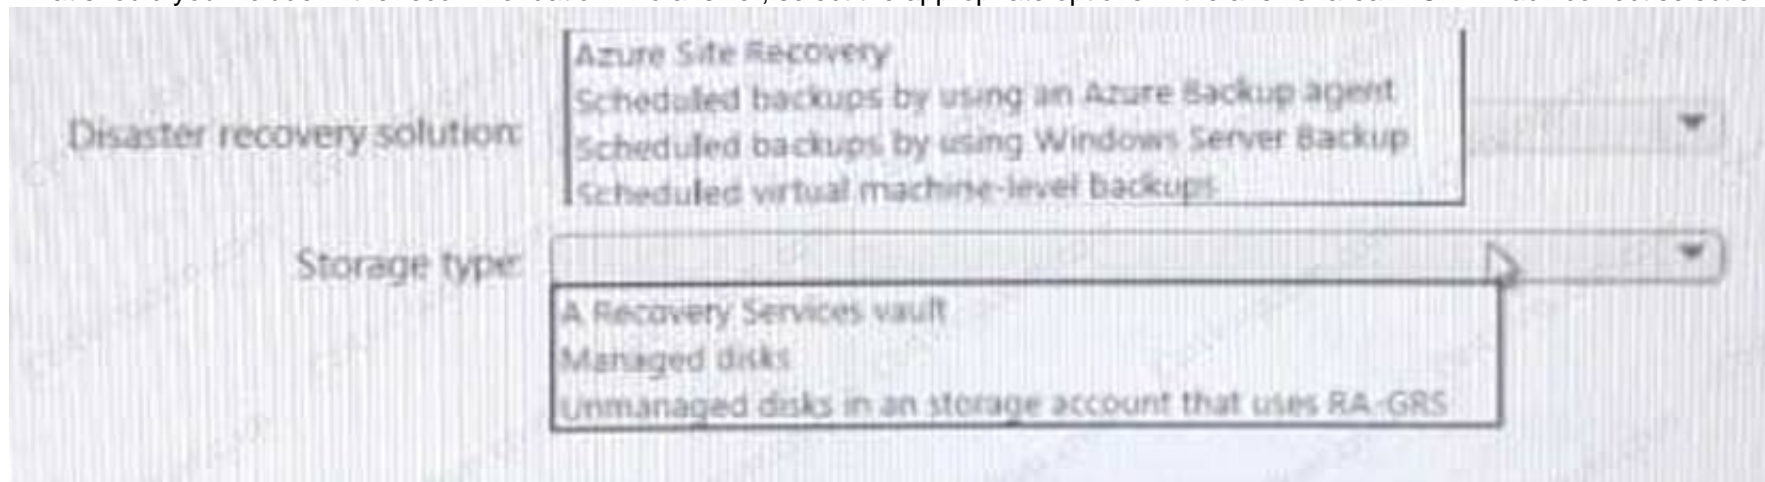 Azure Site Recovery
Scheduled backups by using an Azure Backup agent
Disaster recovery solution:
Scheduled backups by using Windows Server Backup
Scheduled virtual machine-level backups
Storage type:
A Recovery Services vault
Managed disks
Unmanaged disks in an storage account that uses RA-GRS